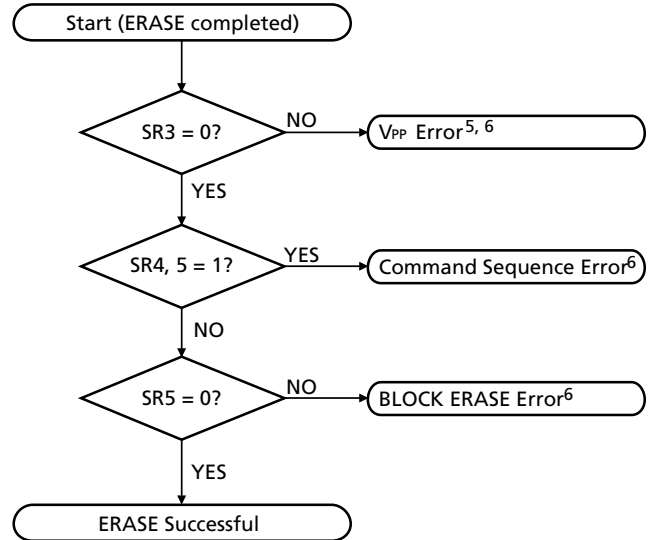 Start (ERASE completed)
SR3 = 0?
NO
VPP Error5, 6
YES
SR4, 5 = 1?
YES
Command Sequence Error6
NO
SR5 = 0?
NO
BLOCK ERASE Error6
YES
ERASE Successful